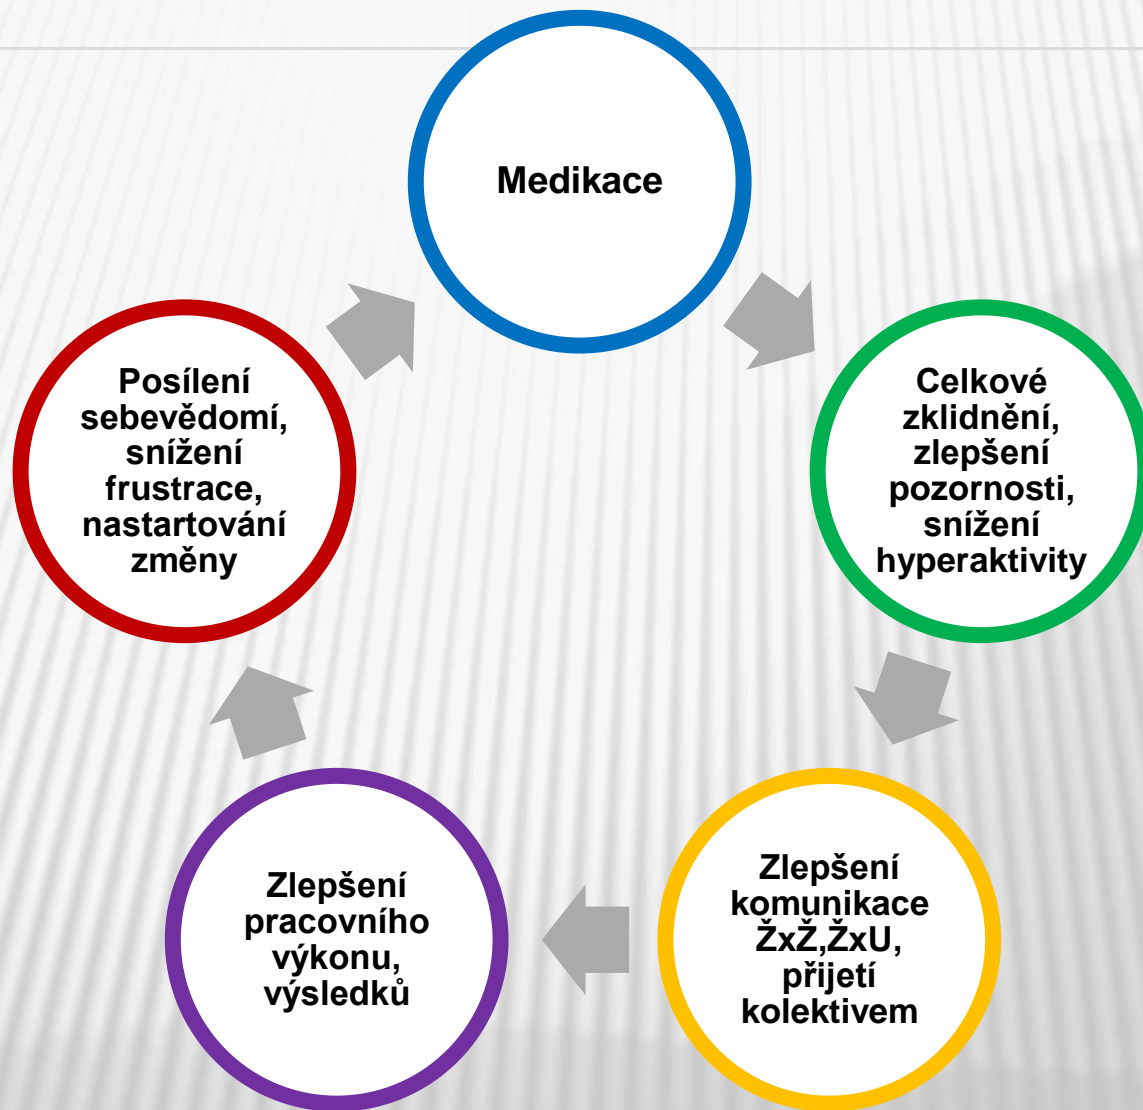 Medikace
Celkové
zklidnění,
zlepšení
pozornosti,
snížení
hyperaktivity
Zlepšení
komunikace
ŽxŽ,ŽxU,
přijetí
kolektivem
Zlepšení
pracovního
výkonu,
výsledků
Posílení
sebevědomí,
snížení
frustrace,
nastartování
změny